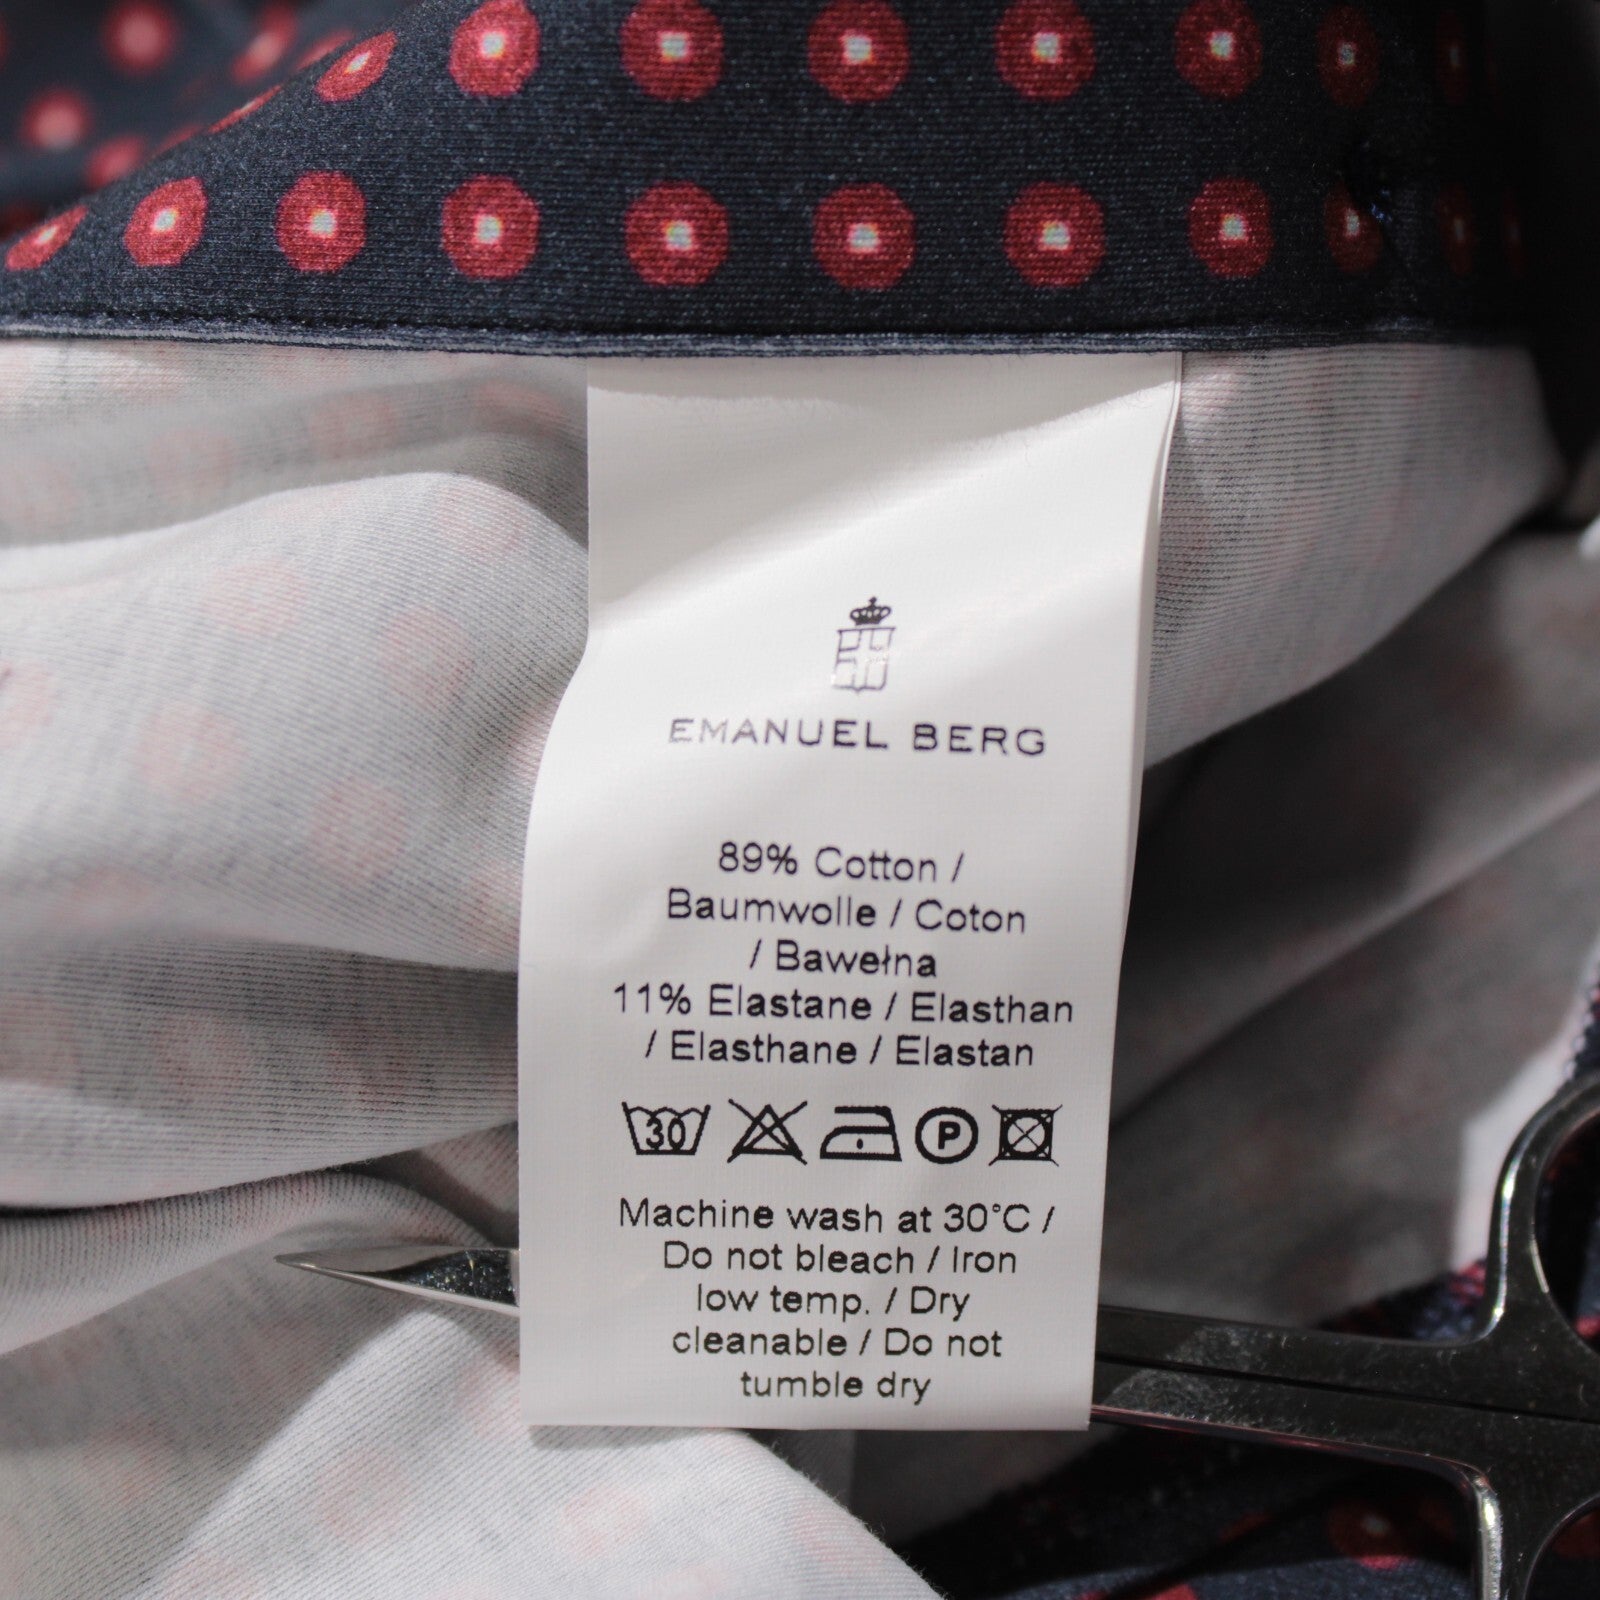 EMANUEL BERG
89% Cotton /
Baumwolle / Coton
/ Bawełna
11% Elastane / Elasthan
/ Elasthane / Elastan
30 P
Machine wash at 30°C /
Do not bleach / Iron
low temp. / Dry
cleanable / Do not
tumble dry